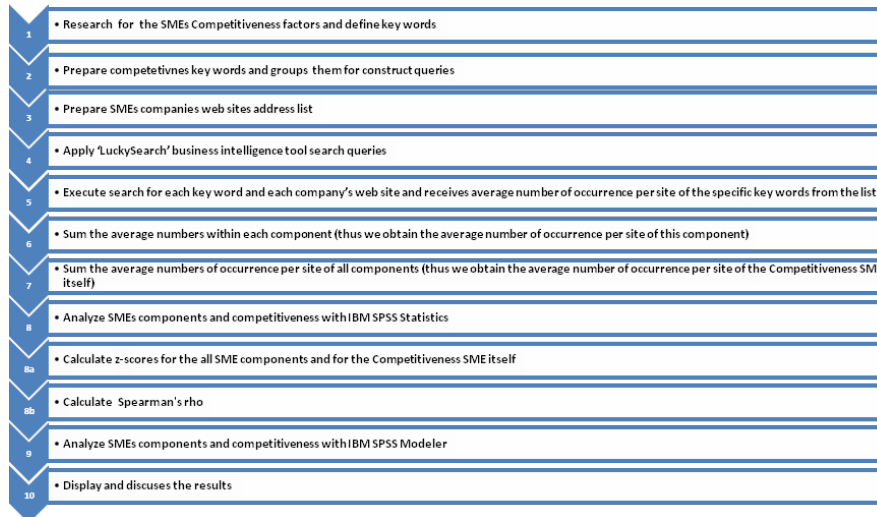 1
• Research for the SMEs Competitiveness factors and define key words
2
• Prepare competetivnes key words and groups them for construct queries
3
• Prepare SMEs companies web sites address list
4
• Apply ‘LuckySearch’ business intelligence tool search queries
5
• Execute search for each key word and each company’s web site and receives average number of occurrence per site of the specific key words from the list
6
• Sum the average numbers within each component (thus we obtain the average number of occurrence per site of this component)
7
• Sum the average numbers of occurrence per site of all components (thus we obtain the average number of occurrence per site of the Competitiveness SM
itself)
8
• Analyze SMEs components and competitiveness with IBM SPSS Statistics
8a
• Calculate z-scores for the all SME components and for the Competitiveness SME itself
8b
• Calculate Spearman's rho
9
• Analyze SMEs components and competitiveness with IBM SPSS Modeler
10
• Display and discuses the results